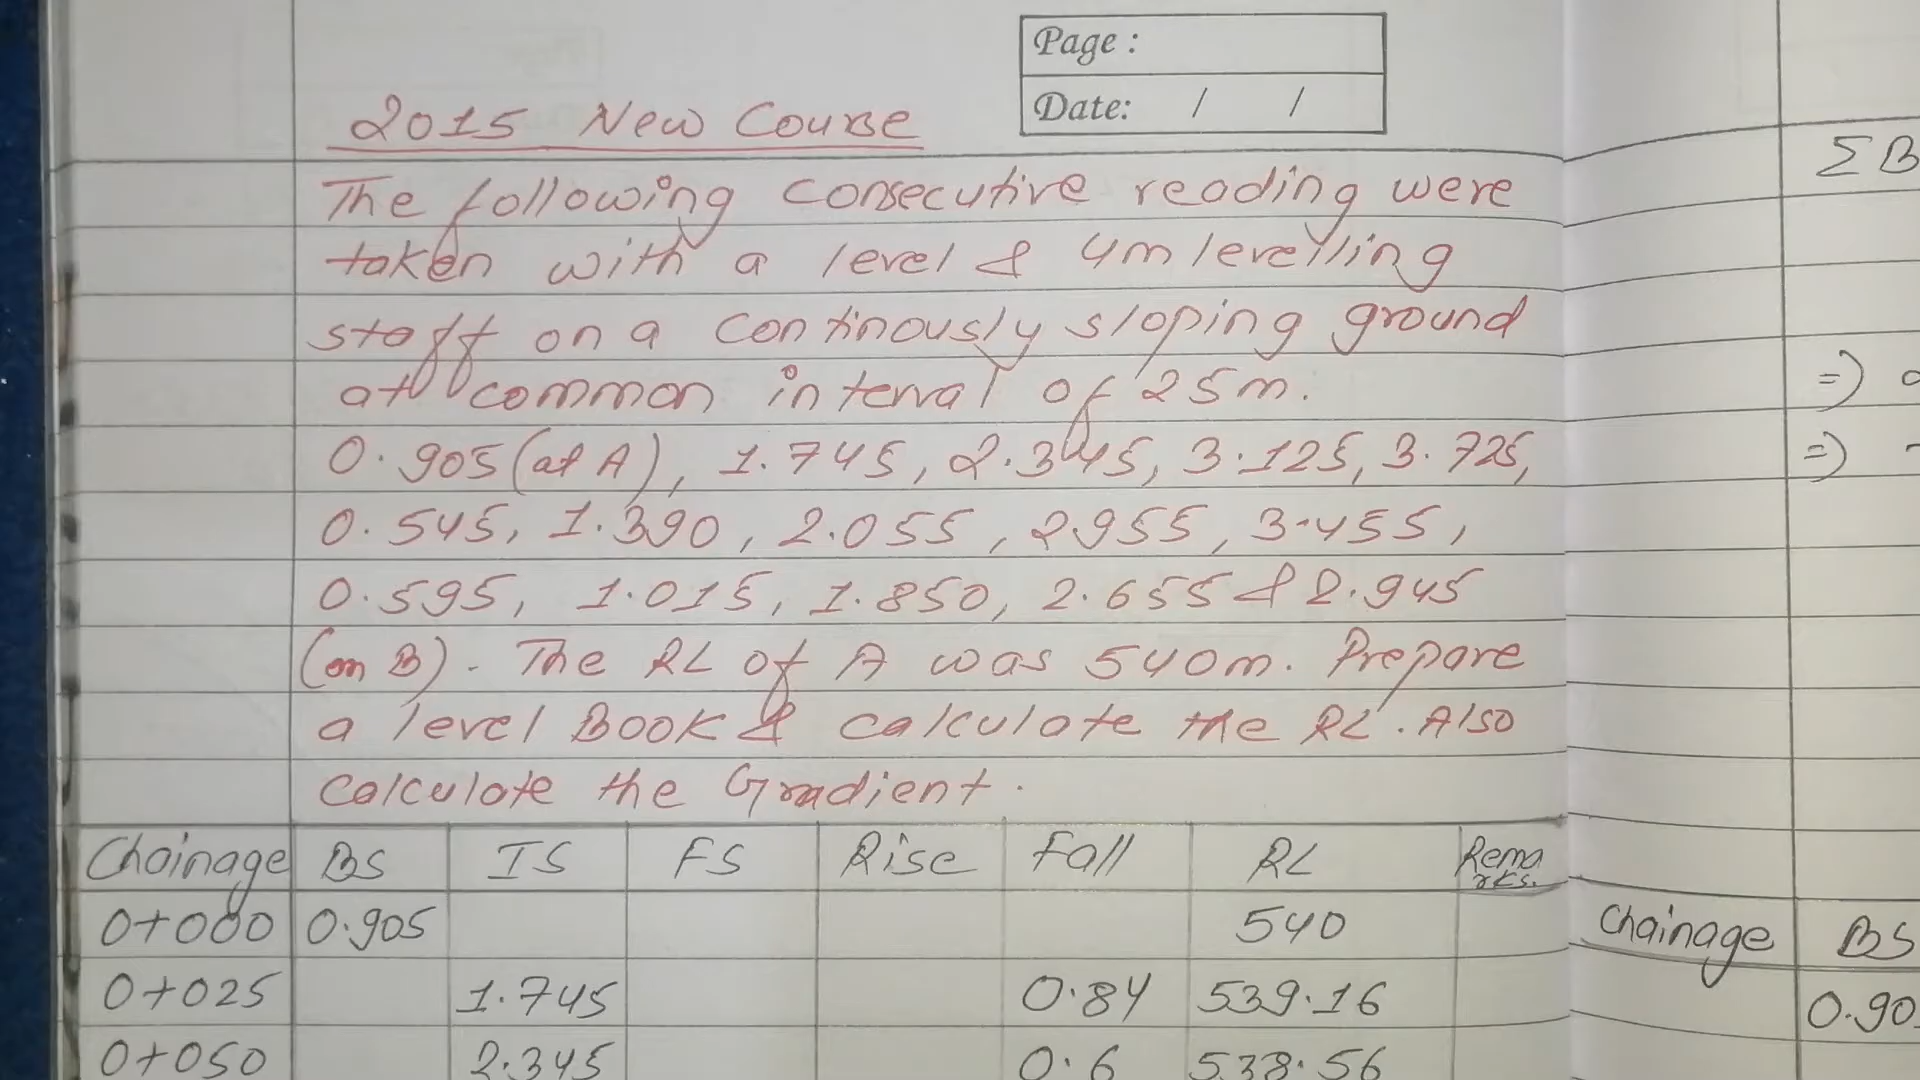 Page :
Date: / /
2015 New Course
The following consecutive reading were
taken with a level & 4m levelling
staff on a continously sloping ground
at common interval of 25m.
0.905 (at A), 1.745, 2.345, 3.125, 3.725,
0.545, 1.390, 2.055, 2.955, 3.455,
0.595, 1.015, 1.850, 2.655 & 2.945
(on B). The RL of A was 540m. Prepare
a level Book & calculate the RL. Also
calculate the Gradient.
Chainage BS IS FS Rise Fall RL Rema rks.
0+000 0.905 540
0+025 1.745 0.84 539.16
0+050 2.345 0.6 538.56
ΣB
=)
=)
Chainage BS
0.90